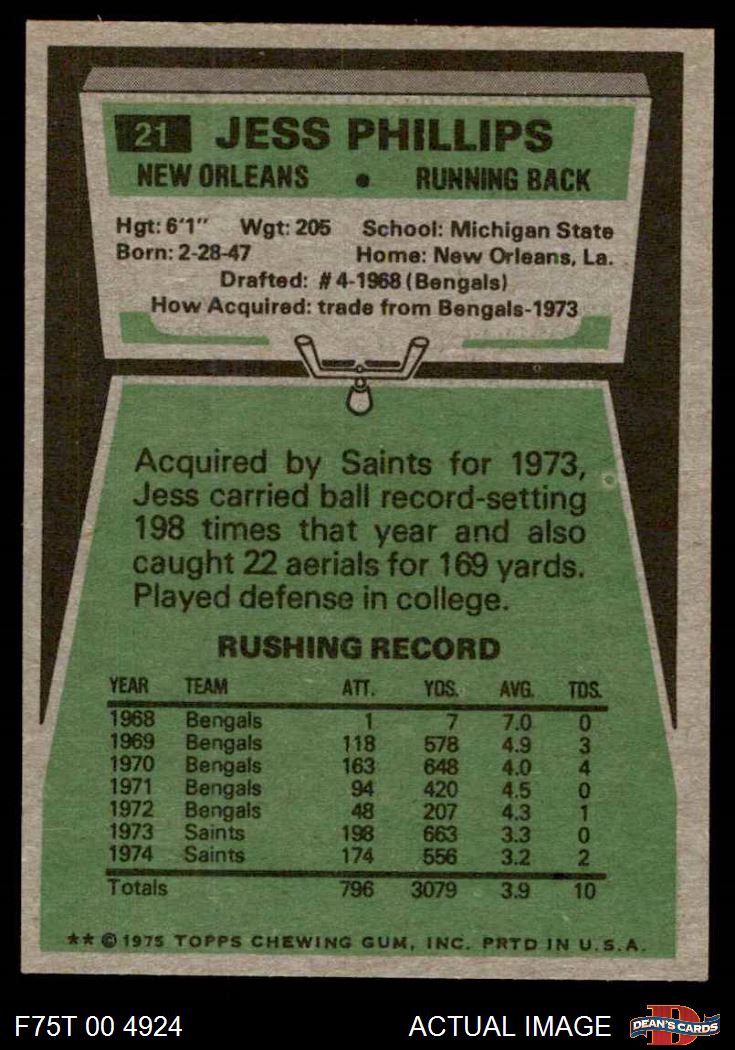 21 JESS PHILLIPS
NEW ORLEANS • RUNNING BACK
Hgt: 6'1" Wgt: 205 School: Michigan State
Born: 2-28-47 Home: New Orleans, La.
Drafted: #4-1968 (Bengals)
How Acquired: trade from Bengals-1973
Acquired by Saints for 1973,
Jess carried ball record-setting
198 times that year and also
caught 22 aerials for 169 yards.
Played defense in college.
RUSHING RECORD
YEAR TEAM ATT. YDS. AVG. TDS.
1968 Bengals 1 7 7.0 0
1969 Bengals 118 578 4.9 3
1970 Bengals 163 648 4.0 4
1971 Bengals 94 420 4.5 0
1972 Bengals 48 207 4.3 1
1973 Saints 198 663 3.3 0
1974 Saints 174 556 3.2 2
Totals 796 3079 3.9 10
** © 1975 TOPPS CHEWING GUM, INC. PRTD IN U.S.A.
F75T 00 4924 ACTUAL IMAGE D DEAN'S CARDS